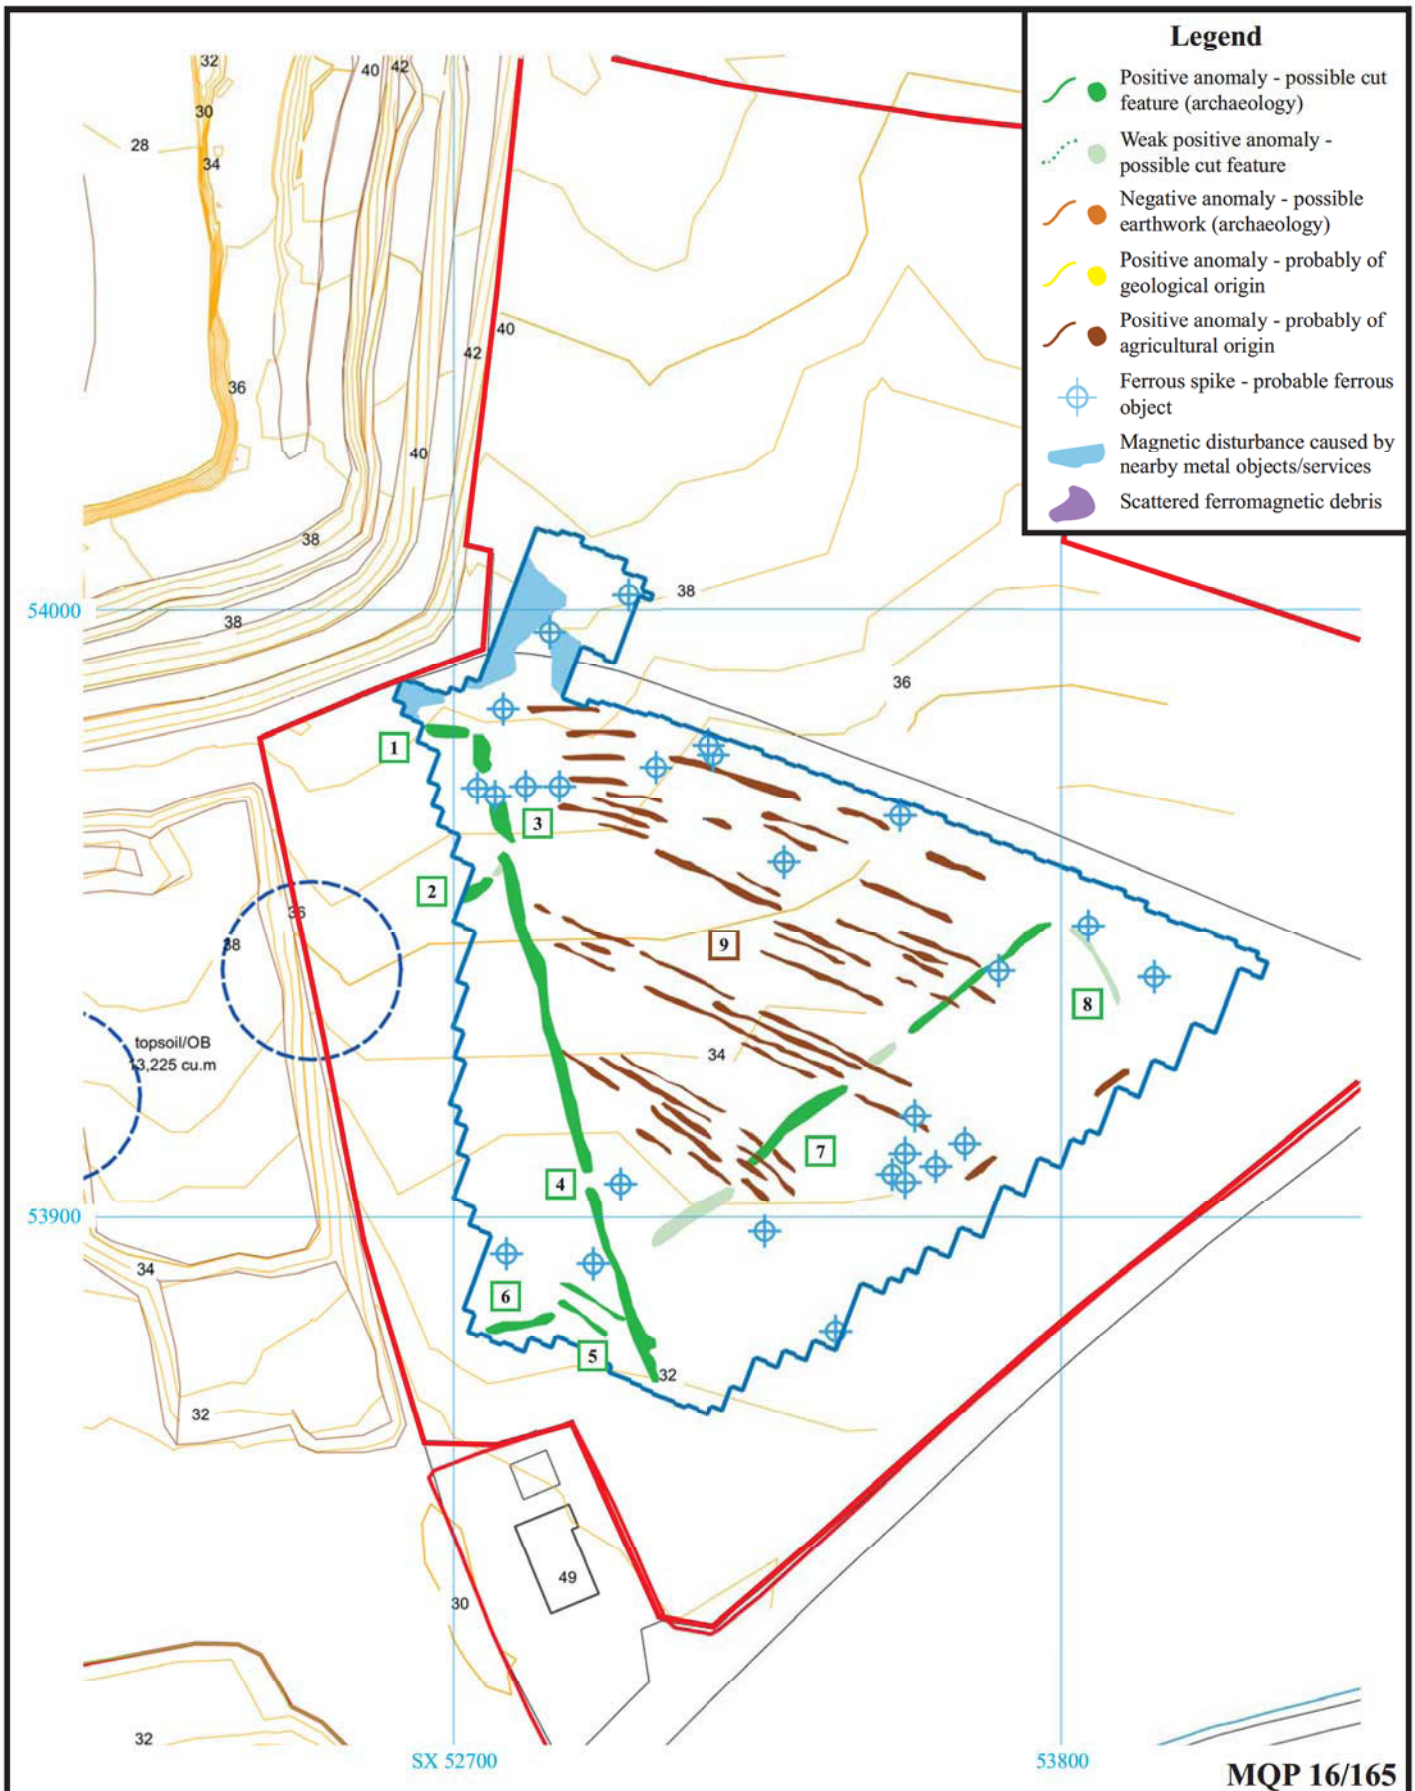 Legend
Positive anomaly - possible cut
feature (archaeology)
Weak positive anomaly -
possible cut feature
Negative anomaly - possible
earthwork (archaeology)
Positive anomaly - probably of
geological origin
Positive anomaly - probably of
agricultural origin
Ferrous spike - probable ferrous
object
Magnetic disturbance caused by
nearby metal objects/services
Scattered ferromagnetic debris
32
40 42
30
28
34
40
42
36
40
38
38
54000
38
36
1
3
2
36
38
9
8
topsoil/OB
13,225 cu.m
34
7
4
53900
34
6
5
32
32
49
30
32
SX 52700
53800
MQP 16/165